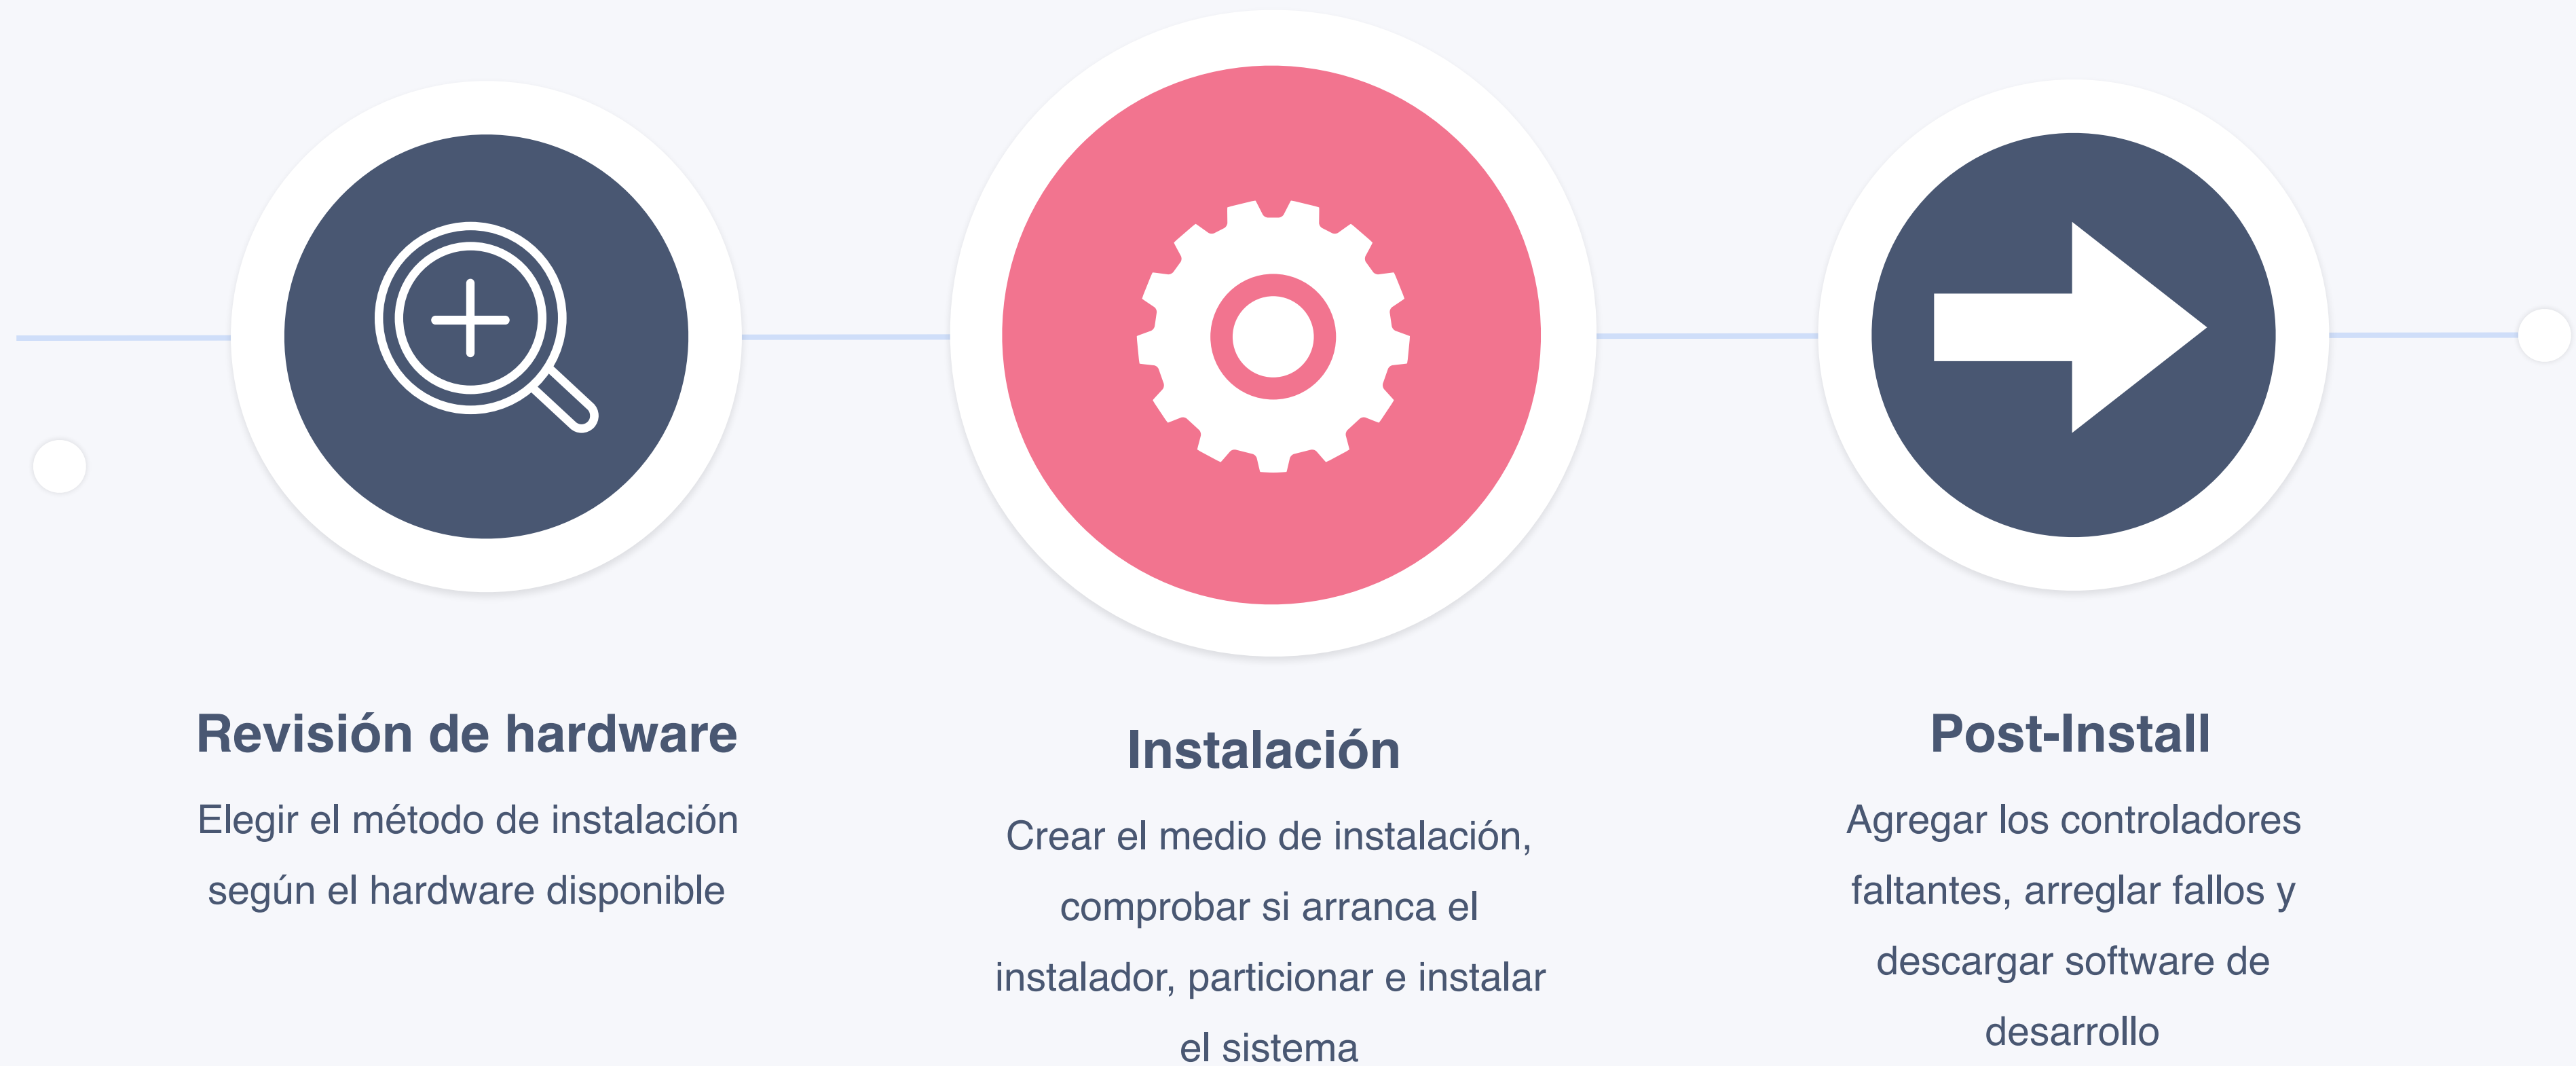 Revisión de hardware
Elegir el método de instalación
según el hardware disponible
Instalación
Crear el medio de instalación,
comprobar si arranca el
instalador, particionar e instalar
el sistema
Post-Install
Agregar los controladores
faltantes, arreglar fallos y
descargar software de
desarrollo